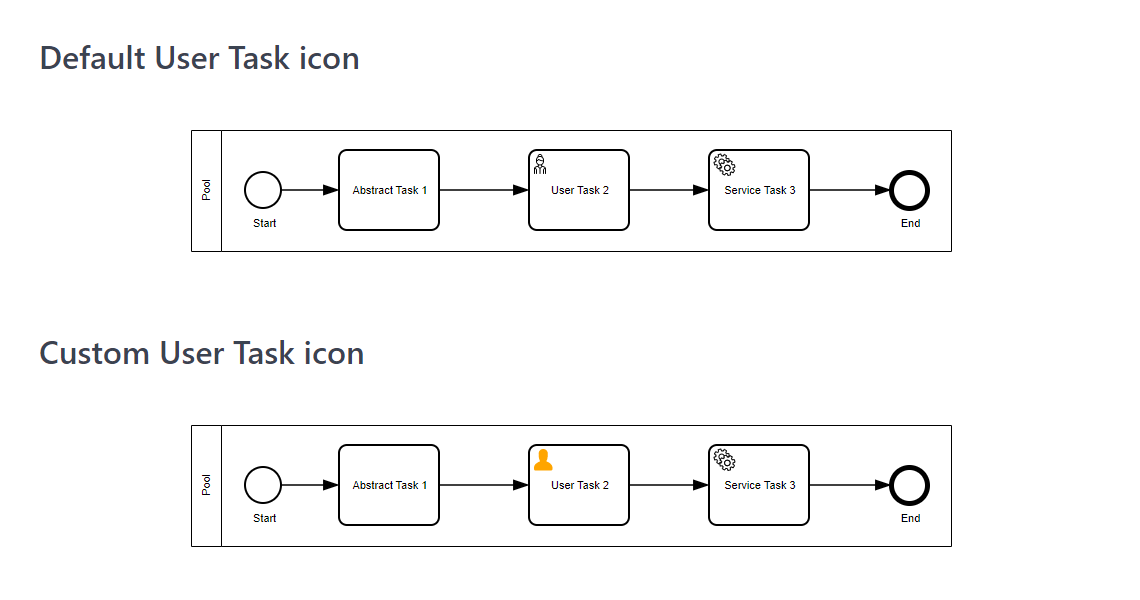 Default User Task icon
Pool
Abstract Task 1
User Task 2
Service Task 3
Start
End
Custom User Task icon
Pool
Abstract Task 1
User Task 2
Service Task 3
Start
End